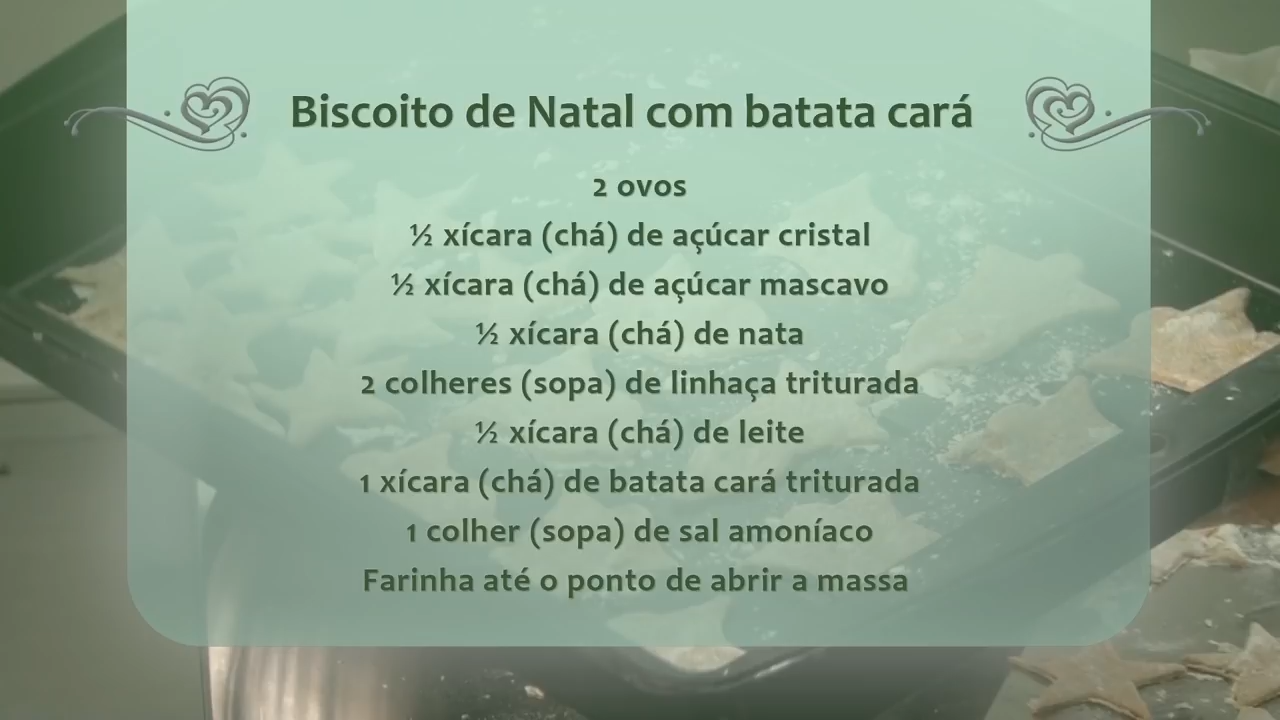 Biscoito de Natal com batata cará
2 ovos
½ xícara (chá) de açúcar cristal
½ xícara (chá) de açúcar mascavo
½ xícara (chá) de nata
2 colheres (sopa) de linhaça triturada
½ xícara (chá) de leite
1 xícara (chá) de batata cará triturada
1 colher (sopa) de sal amoníaco
Farinha até o ponto de abrir a massa